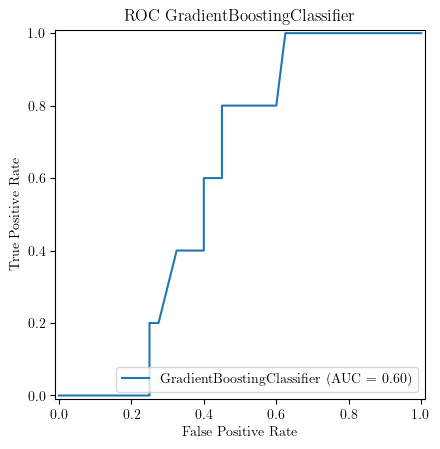 ROC GradientBoostingClassifier
1.0
0.8
0.6
0.4
0.2
0.0
True Positive Rate
GradientBoostingClassifier (AUC = 0.60)
0.0 0.2 0.4 0.6 0.8 1.0
False Positive Rate